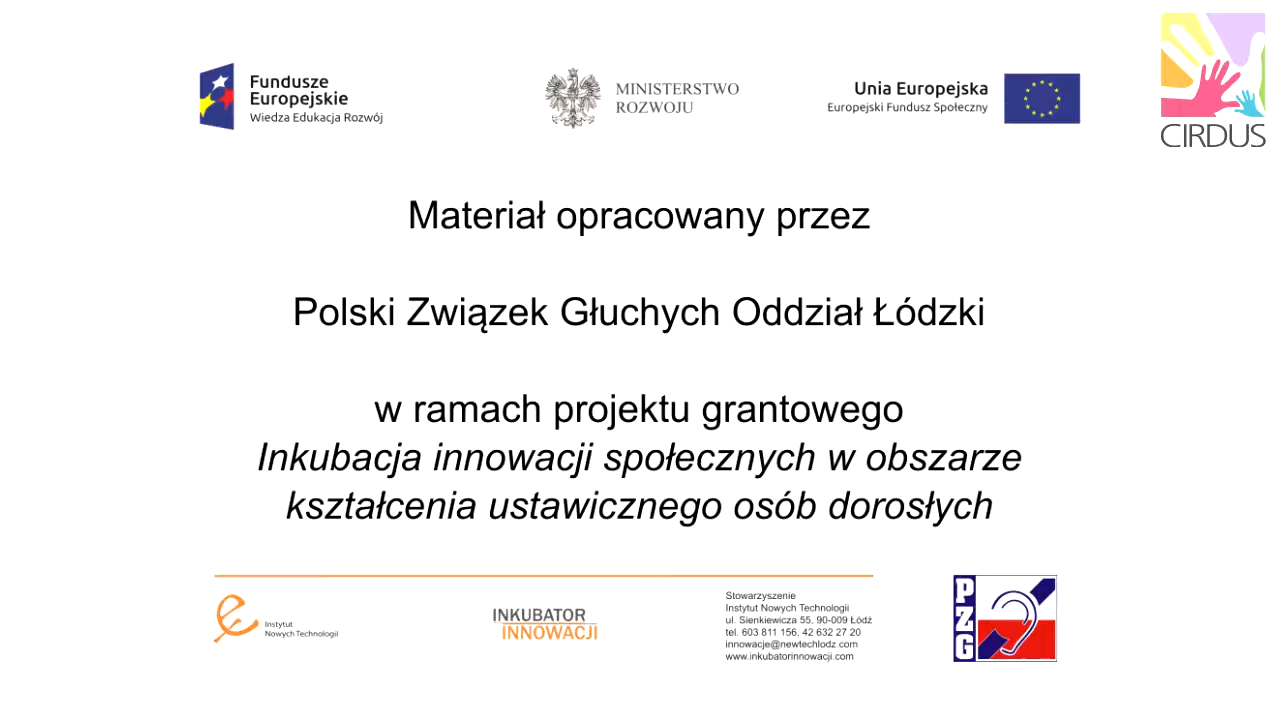 Fundusze
Europejskie
Wiedza Edukacja Rozwój
MINISTERSTWO
ROZWOJU
Unia Europejska
Europejski Fundusz Społeczny
CIRDUS
Materiał opracowany przez
Polski Związek Głuchych Oddział Łódzki
w ramach projektu grantowego
Inkubacja innowacji społecznych w obszarze
kształcenia ustawicznego osób dorosłych
Instytut
Nowych Technologii
INKUBATOR
INNOWACJI
Stowarzyszenie
Instytut Nowych Technologii
ul. Sienkiewicza 55, 90-009 Łódź
tel. 603 811 156, 42 632 27 20
innowacje@newtechlodz.com
www.inkubatorinnowacji.com
PZG